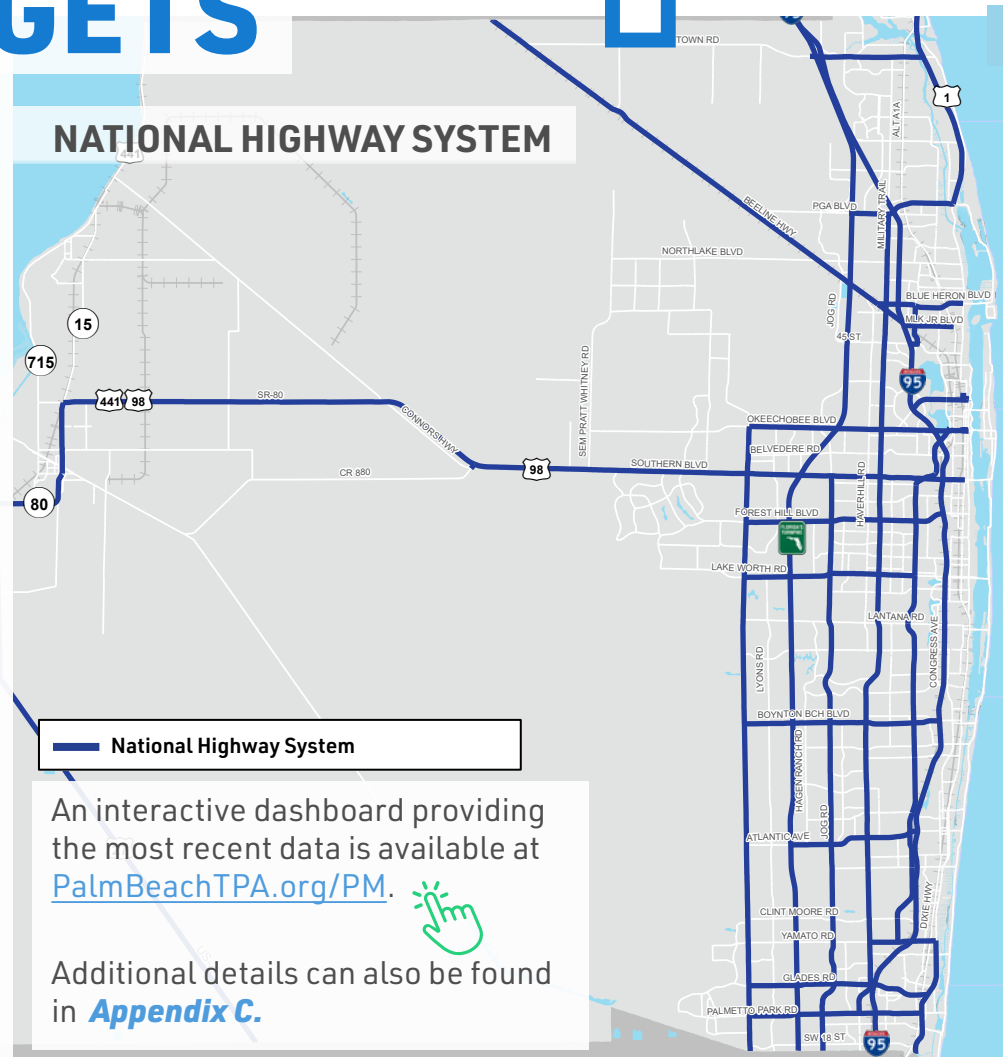 GETS
NATIONAL HIGHWAY SYSTEM
TOWN RD
1
ALT A1A
441
MILITARY TRAIL
PGA BLVD
BEELINE HWY
NORTHLAKE BLVD
JOG RD
BLUE HERON BLVD
MLK JR BLVD
45 ST
15
715
95
SEM PRATT WHITNEY RD
441 98
SR-80
CONNORS HWY
OKEECHOBEE BLVD
BELVEDERE RD
98
SOUTHERN BLVD
CR 880
HAVERHILL RD
80
FOREST HILL BLVD
FLORIDA'S TURNPIKE
LAKE WORTH RD
LANTANA RD
CONGRESS AVE
LYONS RD
BOYNTON BCH BLVD
National Highway System
HAGEN RANCH RD
JOG RD
An interactive dashboard providing
the most recent data is available at
PalmBeachTPA.org/PM.
ATLANTIC AVE
CLINT MOORE RD
DIXIE HWY
YAMATO RD
Additional details can also be found
in Appendix C.
GLADES RD
PALMETTO PARK RD
SW 18 ST
95